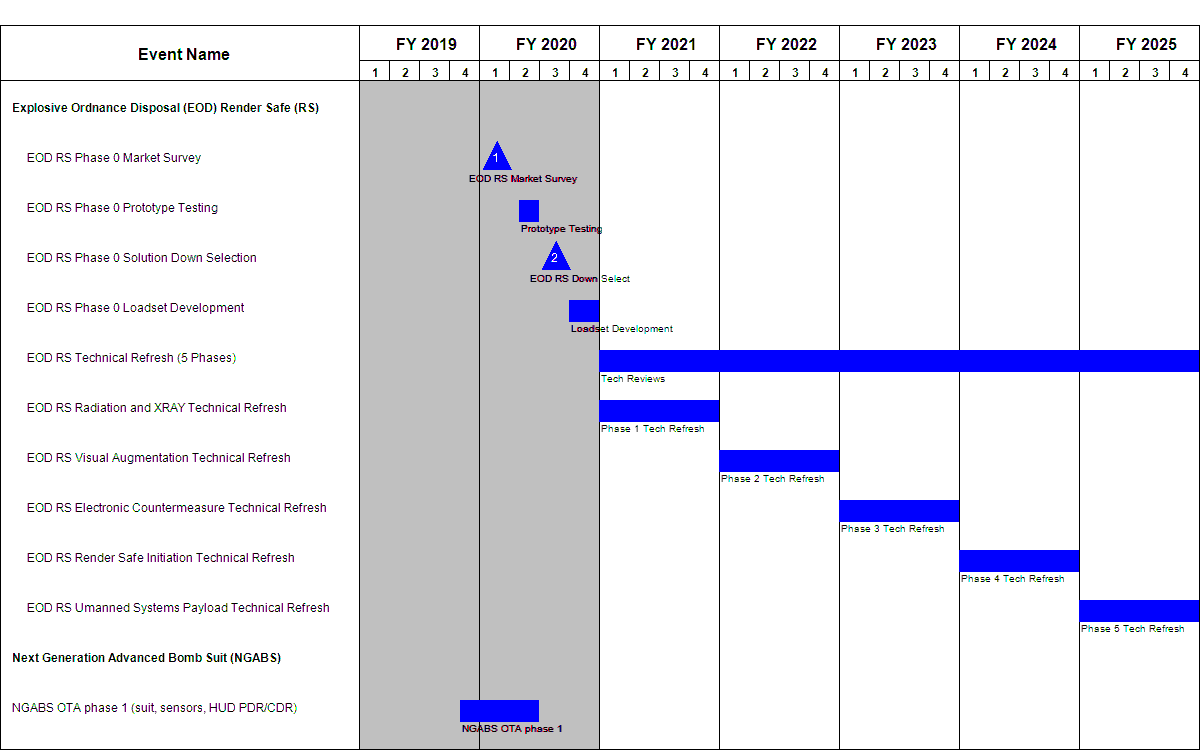 Event Name FY 2019 FY 2020 FY 2021 FY 2022 FY 2023 FY 2024 FY 2025
1 2 3 4 1 2 3 4 1 2 3 4 1 2 3 4 1 2 3 4 1 2 3 4 1 2 3 4
Explosive Ordnance Disposal (EOD) Render Safe (RS)
EOD RS Phase 0 Market Survey 1
EOD RS Market Survey
EOD RS Phase 0 Prototype Testing
Prototype Testing
EOD RS Phase 0 Solution Down Selection 2
EOD RS Down Select
EOD RS Phase 0 Loadset Development
Loadset Development
EOD RS Technical Refresh (5 Phases)
Tech Reviews
EOD RS Radiation and XRAY Technical Refresh
Phase 1 Tech Refresh
EOD RS Visual Augmentation Technical Refresh
Phase 2 Tech Refresh
EOD RS Electronic Countermeasure Technical Refresh
Phase 3 Tech Refresh
EOD RS Render Safe Initiation Technical Refresh
Phase 4 Tech Refresh
EOD RS Umanned Systems Payload Technical Refresh
Phase 5 Tech Refresh
Next Generation Advanced Bomb Suit (NGABS)
NGABS OTA phase 1 (suit, sensors, HUD PDR/CDR)
NGABS OTA phase 1